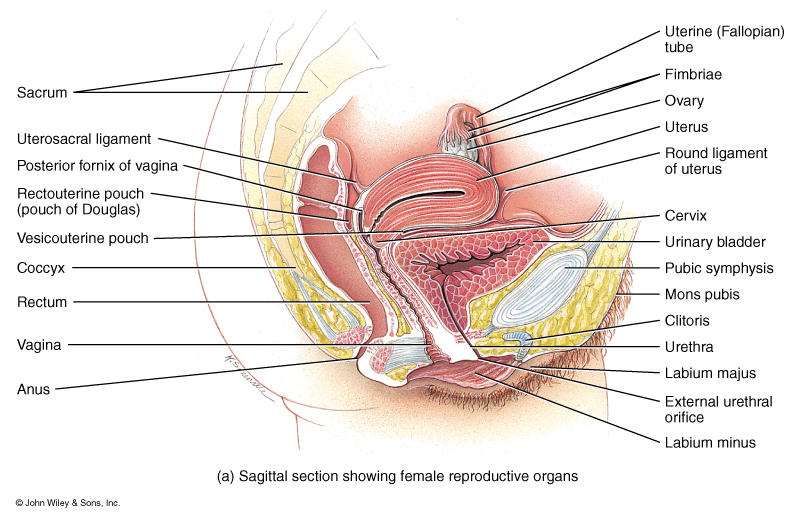 Sacrum
Uterosacral ligament
Posterior fornix of vagina
Rectouterine pouch
(pouch of Douglas)
Vesicouterine pouch
Coccyx
Rectum
Vagina
Anus
Uterine (Fallopian)
tube
Fimbriae
Ovary
Uterus
Round ligament
of uterus
Cervix
Urinary bladder
Pubic symphysis
Mons pubis
Clitoris
Urethra
Labium majus
External urethral
orifice
Labium minus
(a) Sagittal section showing female reproductive organs
© John Wiley & Sons, Inc.